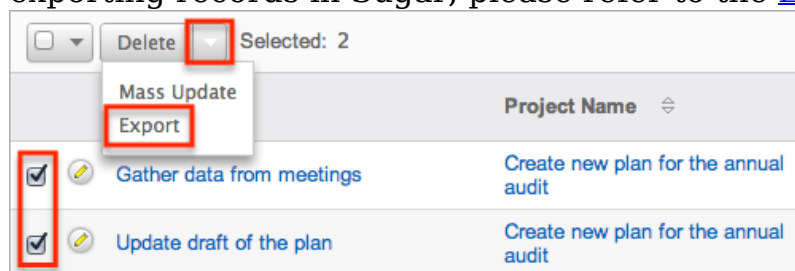 exporting records in Sugar, please refer to the
Delete Selected: 2
Mass Update
Export
Project Name
Gather data from meetings
Create new plan for the annual
audit
Update draft of the plan
Create new plan for the annual
audit